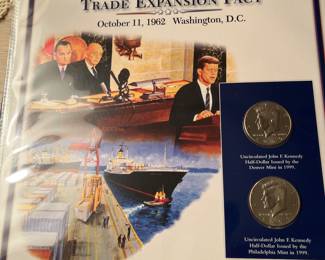 TRADE EXPANSION PACT
October 11, 1962 Washington, D.C.
Uncirculated John F. Kennedy
Half-Dollar Issued by the
Denver Mint in 1999.
Uncirculated John F. Kennedy
Half-Dollar Issued by the
Philadelphia Mint in 1999.